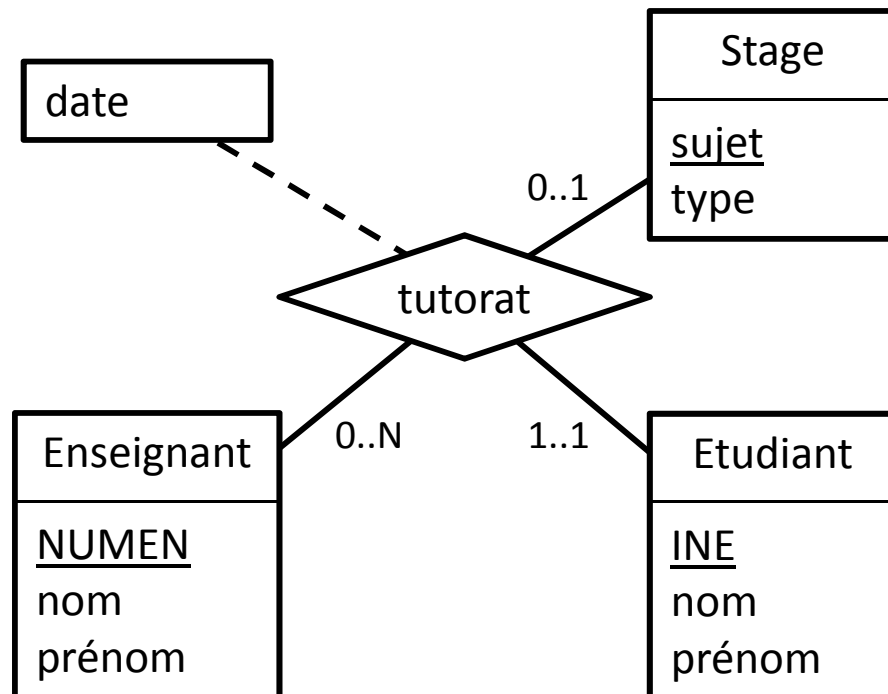 Stage
date
sujet
type
0..1
tutorat
0..N
1..1
Enseignant
NUMEN
nom
prénom
Etudiant
INE
nom
prénom